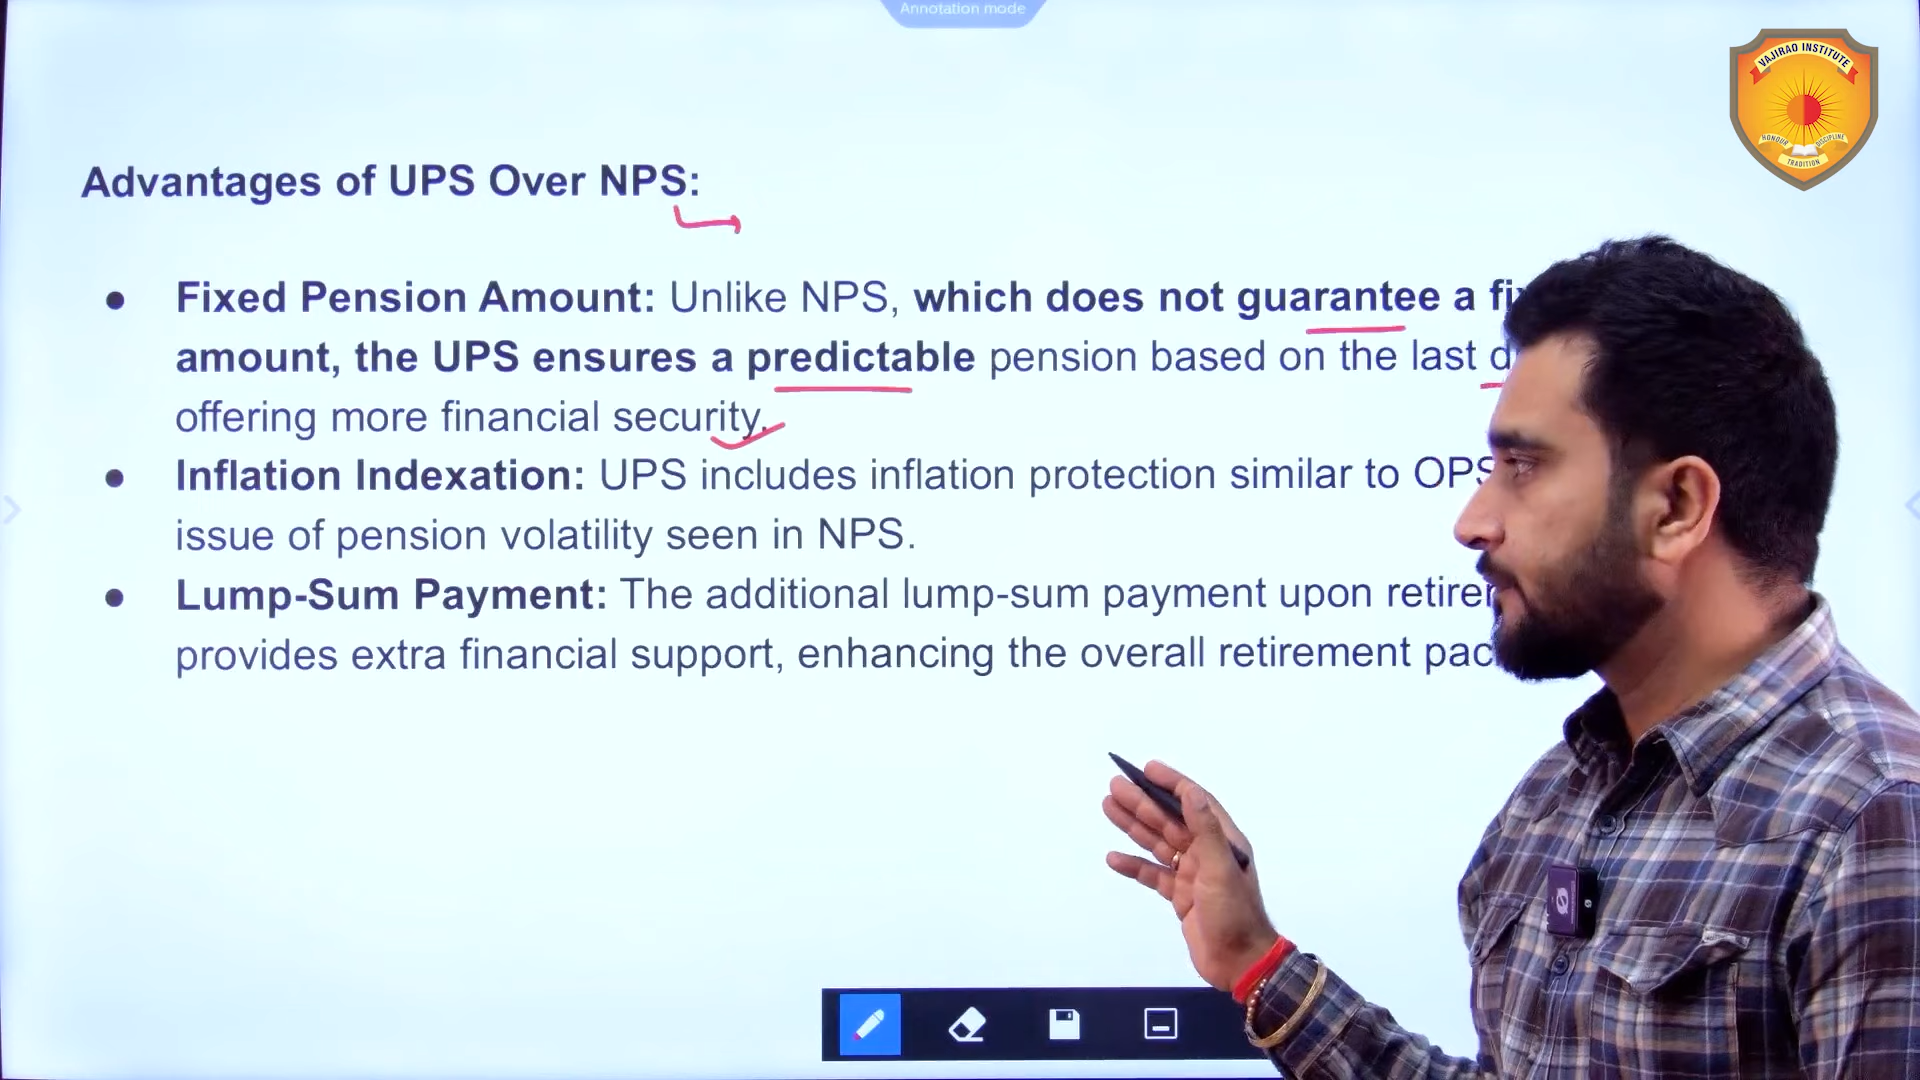 Annotation mode
VAJIRAO INSTITUTE
HONOUR DISCIPLINE
TRADITION
Advantages of UPS Over NPS:
Fixed Pension Amount: Unlike NPS, which does not guarantee a
amount, the UPS ensures a predictable pension based on the last
offering more financial security.
Inflation Indexation: UPS includes inflation protection similar to OPS
issue of pension volatility seen in NPS.
Lump-Sum Payment: The additional lump-sum payment upon
provides extra financial support, enhancing the overall retirement